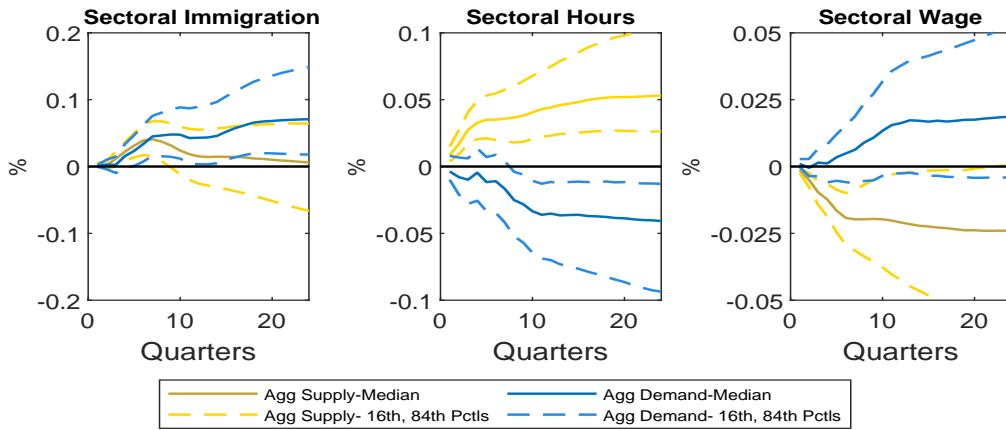 Sectoral Immigration
0.2
0.1
0
-0.1
-0.2
%
0 10 20
Quarters
Sectoral Hours
0.1
0.05
0
-0.05
-0.1
%
0 10 20
Quarters
Sectoral Wage
0.05
0.025
0
-0.025
-0.05
%
0 10 20
Quarters
Agg Supply-Median
Agg Supply- 16th, 84th Pctls
Agg Demand-Median
Agg Demand- 16th, 84th Pctls